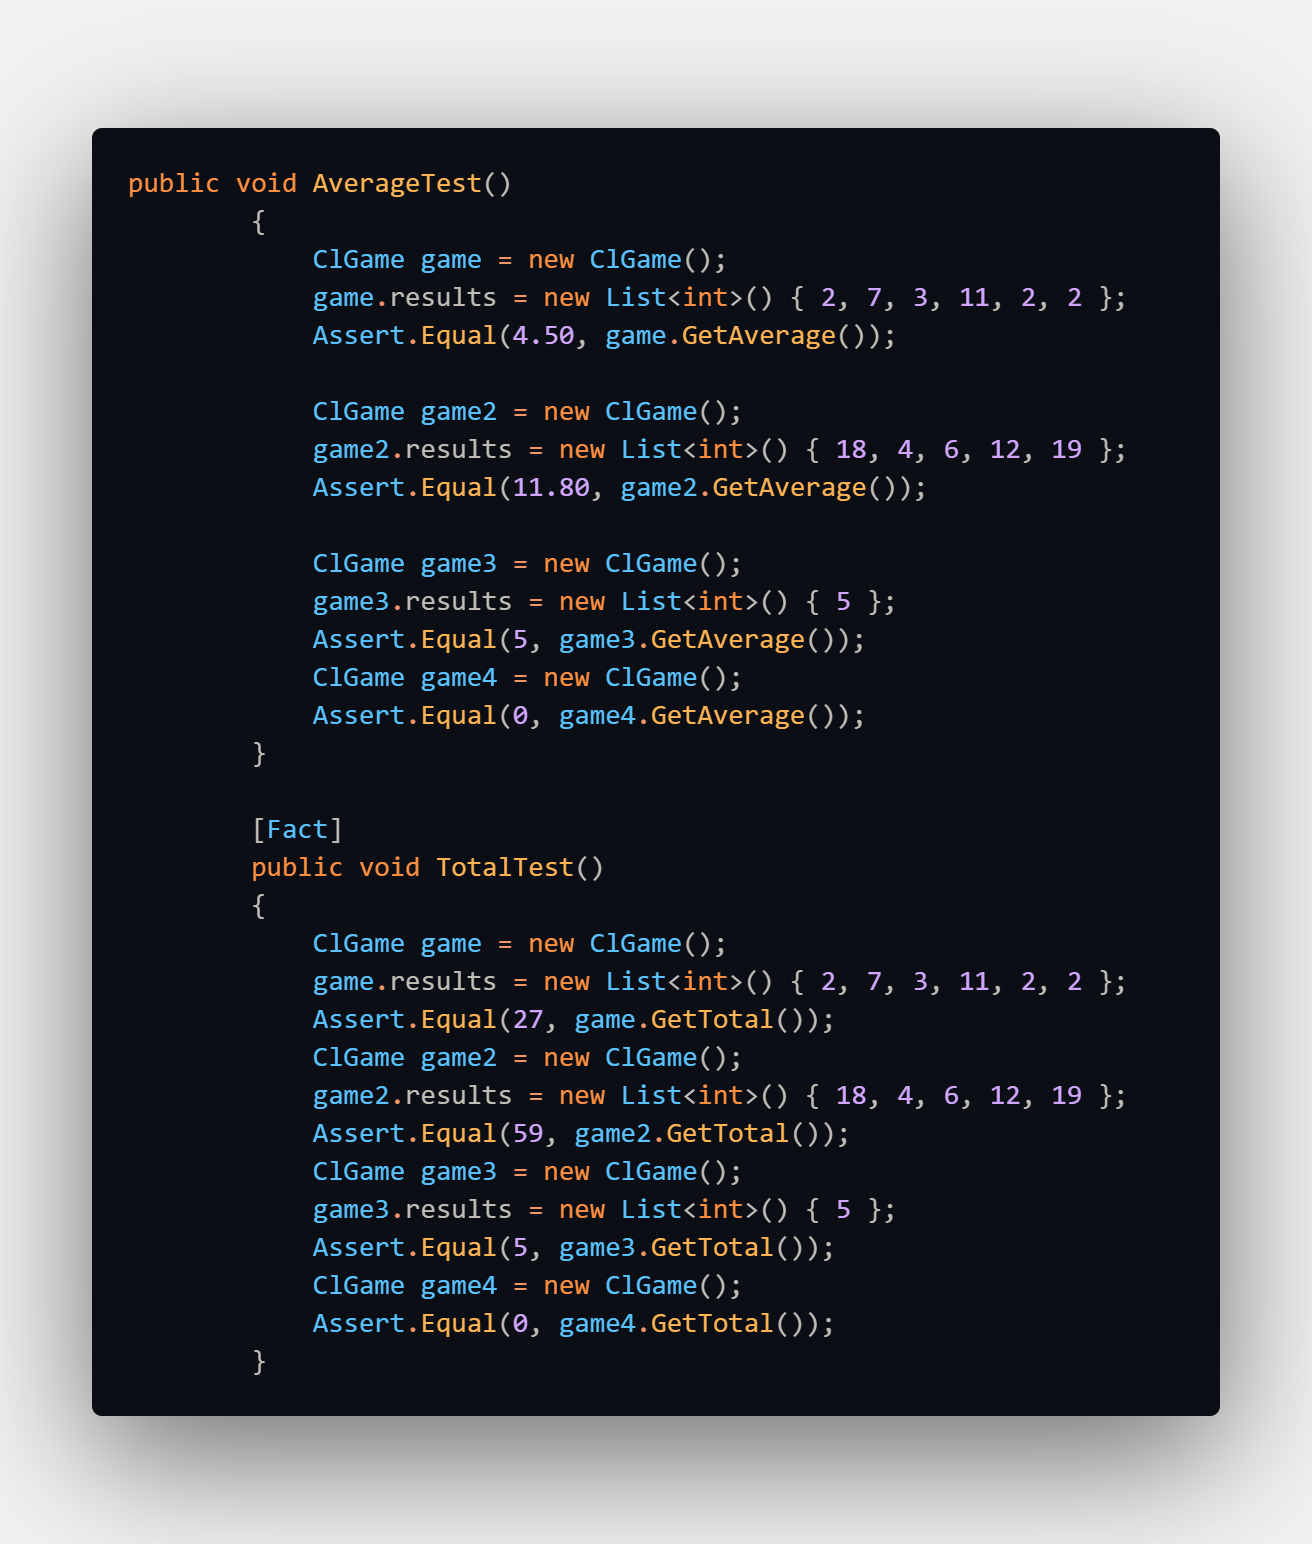 public void AverageTest()
        {
            ClGame game = new ClGame();
            game.results = new List<int>() { 2, 7, 3, 11, 2, 2 };
            Assert.Equal(4.50, game.GetAverage());

            ClGame game2 = new ClGame();
            game2.results = new List<int>() { 18, 4, 6, 12, 19 };
            Assert.Equal(11.80, game2.GetAverage());

            ClGame game3 = new ClGame();
            game3.results = new List<int>() { 5 };
            Assert.Equal(5, game3.GetAverage());
            ClGame game4 = new ClGame();
            Assert.Equal(0, game4.GetAverage());
        }

        [Fact]
        public void TotalTest()
        {
            ClGame game = new ClGame();
            game.results = new List<int>() { 2, 7, 3, 11, 2, 2 };
            Assert.Equal(27, game.GetTotal());
            ClGame game2 = new ClGame();
            game2.results = new List<int>() { 18, 4, 6, 12, 19 };
            Assert.Equal(59, game2.GetTotal());
            ClGame game3 = new ClGame();
            game3.results = new List<int>() { 5 };
            Assert.Equal(5, game3.GetTotal());
            ClGame game4 = new ClGame();
            Assert.Equal(0, game4.GetTotal());
        }